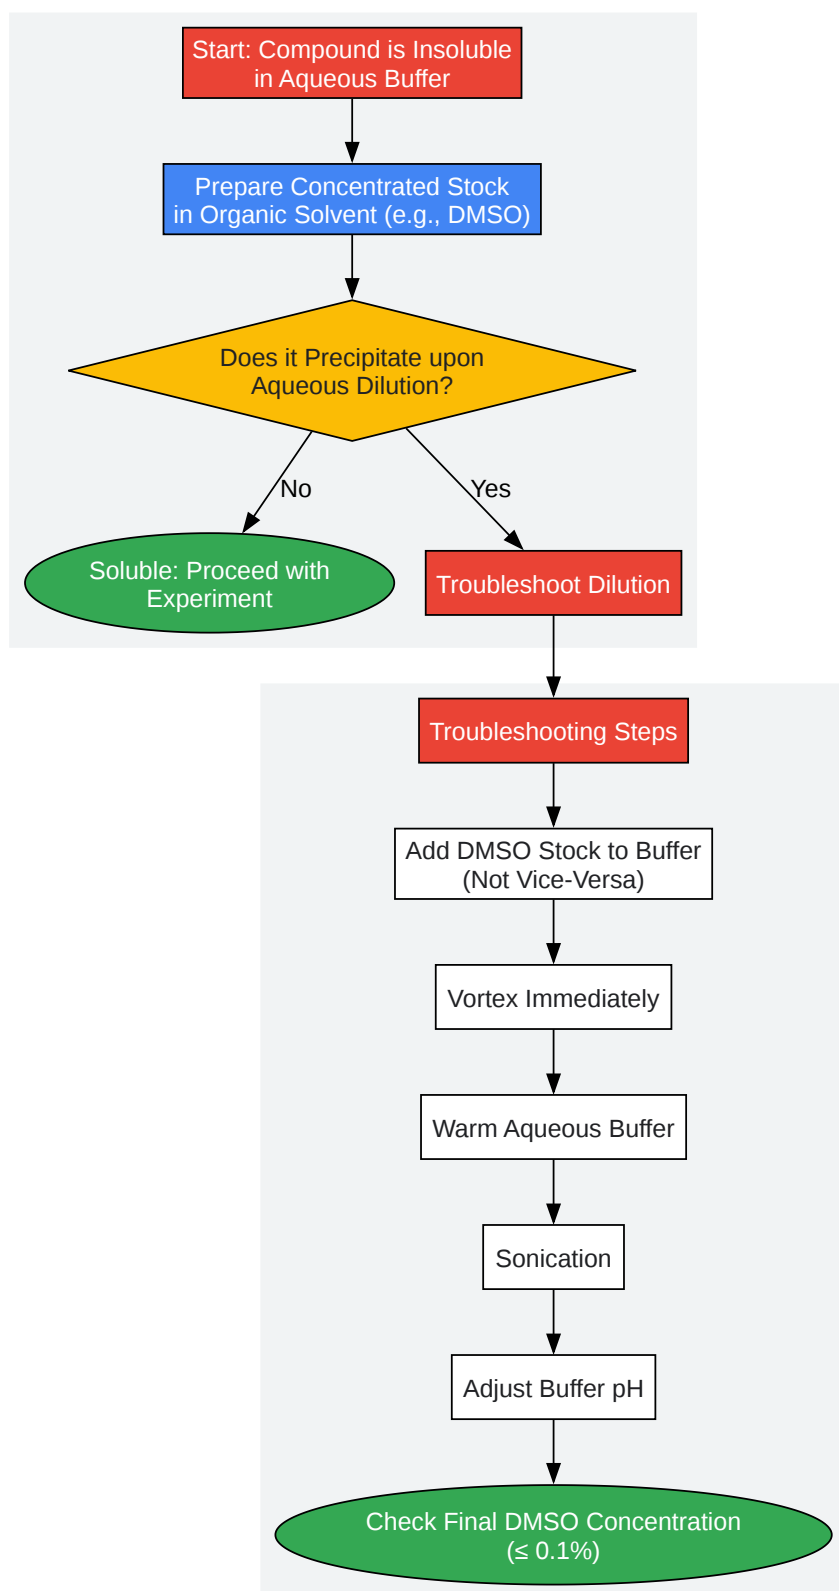 Start: Compound is Insoluble
in Aqueous Buffer
Prepare Concentrated Stock
in Organic Solvent (e.g., DMSO)
Does it Precipitate upon
Aqueous Dilution?
No
Yes
Soluble: Proceed with
Experiment
Troubleshoot Dilution
Troubleshooting Steps
Add DMSO Stock to Buffer
(Not Vice-Versa)
Vortex Immediately
Warm Aqueous Buffer
Sonication
Adjust Buffer pH
Check Final DMSO Concentration
(≤ 0.1%)